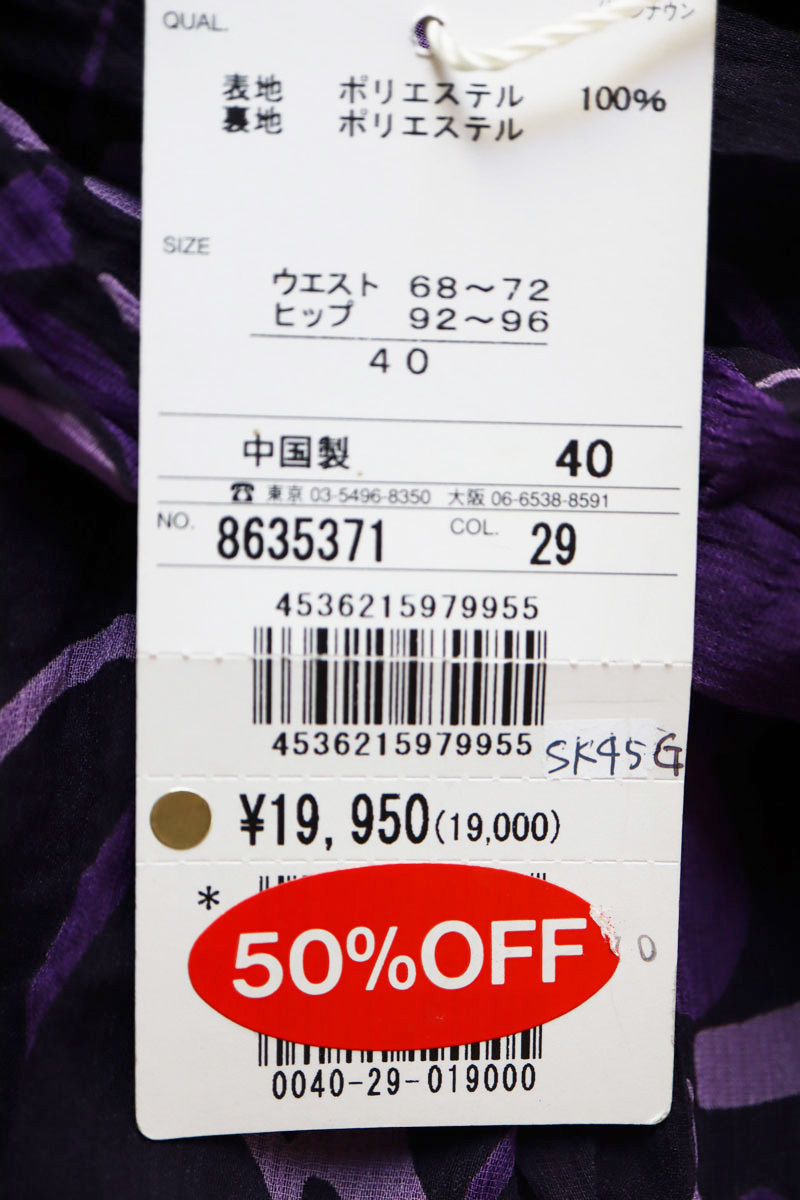 QUAL.
表地 ポリエステル 100%
裏地 ポリエステル
SIZE
ウエスト 68〜72
ヒップ 92〜96
40
中国製 40
☎ 東京 03-5496-8350 大阪 06-6538-8591
NO. 8635371 COL. 29
4536215979955
4536215979955
SK45G
¥19,950(19,000)
*
50%OFF
0040-29-019000